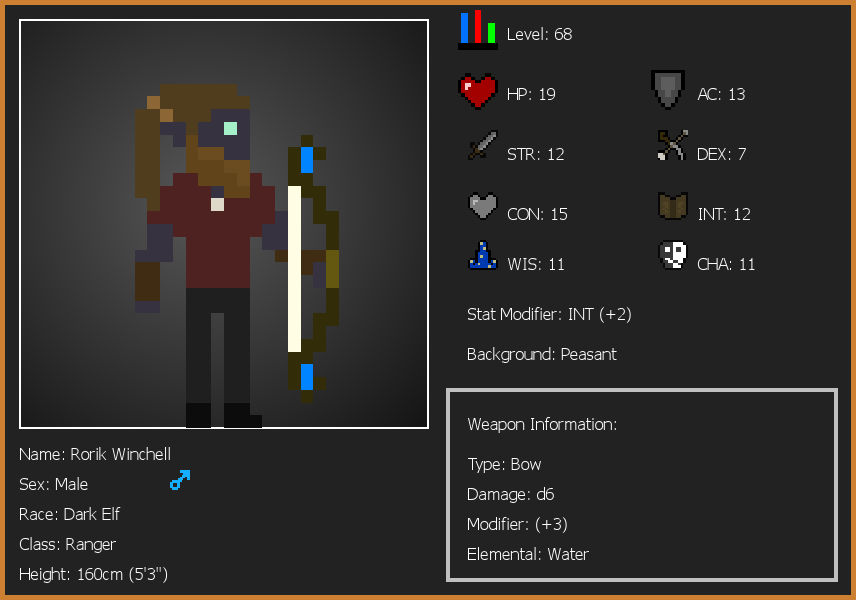 Level: 68
HP: 19
AC: 13
STR: 12
DEX: 7
CON: 15
INT: 12
WIS: 11
CHA: 11
Stat Modifier: INT (+2)
Background: Peasant
Weapon Information:
Type: Bow
Damage: d6
Modifier: (+3)
Elemental: Water
Name: Rorik Winchell
Sex: Male
Race: Dark Elf
Class: Ranger
Height: 160cm (5'3")